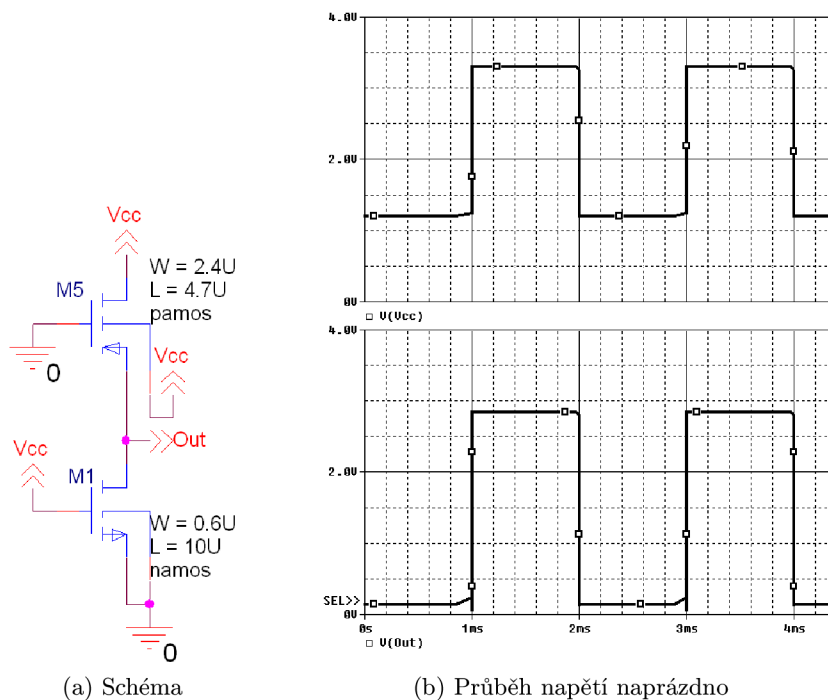 Vcc
W = 2.4U
M5
L = 4.7U
pamos
Vcc
0
Out
Vcc
M1
W = 0.6U
L = 10U
namos
0
(a) Schéma
4.0V
2.0V
0V
V(Vcc)
4.0V
2.0V
SEL>>
0V
0s 1ms 2ms 3ms 4ms
V(Out)
(b) Průběh napětí naprázdno